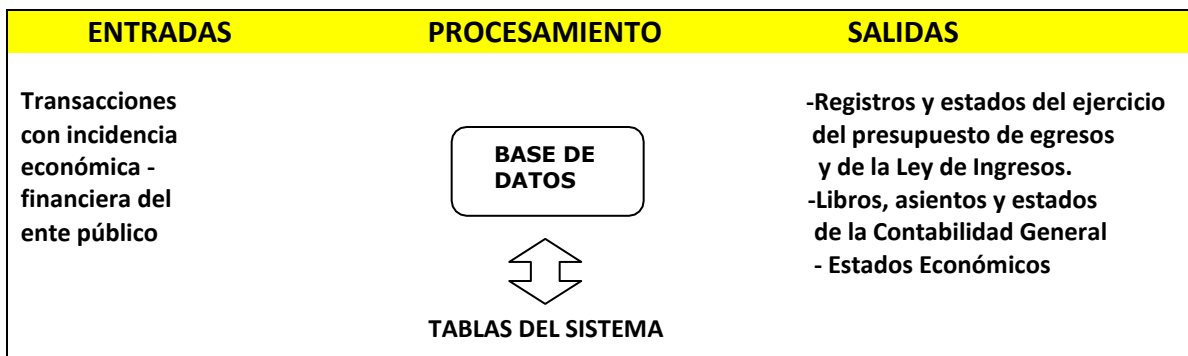 ENTRADAS PROCESAMIENTO SALIDAS
Transacciones
con incidencia
económica -
financiera del
ente público
BASE DE
DATOS
TABLAS DEL SISTEMA
-Registros y estados del ejercicio
del presupuesto de egresos
y de la Ley de Ingresos.
-Libros, asientos y estados
de la Contabilidad General
- Estados Económicos